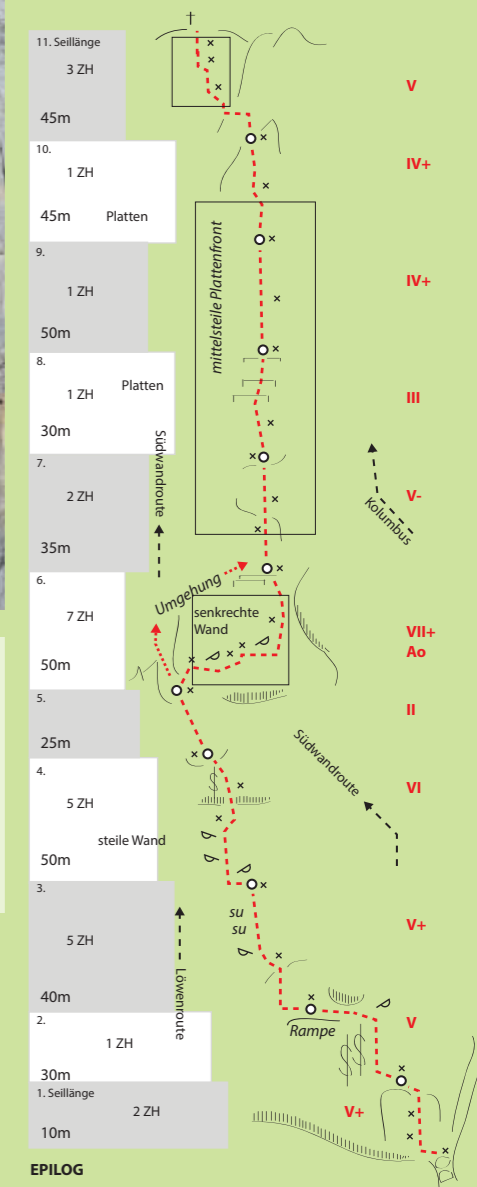 11. Seillänge
3 ZH
45m
V
10.
1 ZH
45m Platten
IV+
9.
1 ZH
50m
IV+
mittelsteile Plattenfront
8.
Platten
1 ZH
30m
III
Südwandroute
7.
2 ZH
35m
V-
Kolumbus
6.
7 ZH
50m
Umgehung
senkrechte
Wand
VII+
Ao
5.
25m
II
4.
5 ZH
steile Wand
50m
Südwandroute
VI
3.
5 ZH
40m
su
su
V+
Löwenroute
2.
1 ZH
30m
Rampe
V
1. Seillänge
2 ZH
10m
V+
EPILOG